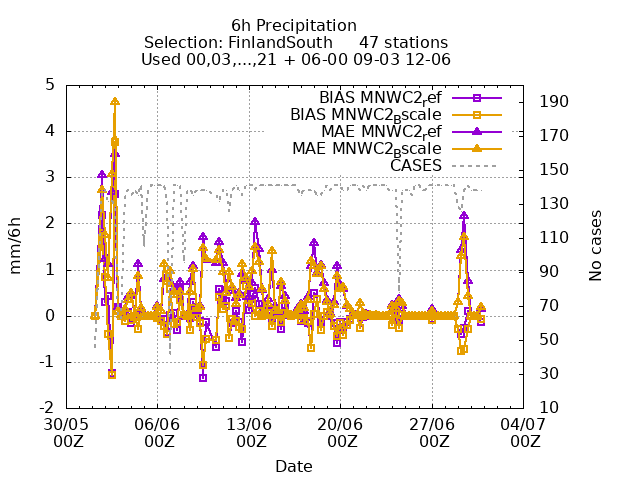 6h Precipitation
Selection: FinlandSouth 47 stations
Used 00,03,...,21 + 06-00 09-03 12-06
BIAS MNWC2ref
BIAS MNWC2Bscale
MAE MNWC2ref
MAE MNWC2Bscale
CASES
5
4
3
2
1
0
-1
-2
mm/6h
190
170
150
130
110
90
70
50
30
10
No cases
30/05 06/06 13/06 20/06 27/06 04/07
00Z 00Z 00Z 00Z 00Z 00Z
Date